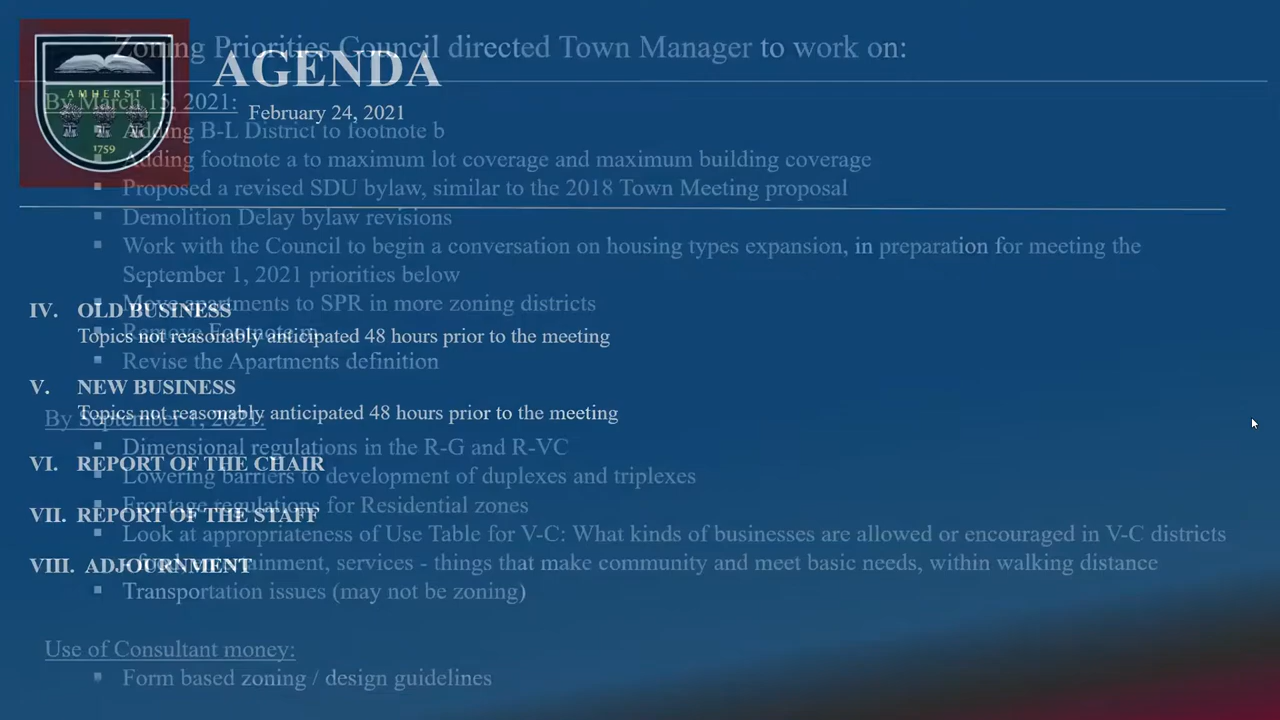 Zoning Priorities Council directed Town Manager to work on:
AGENDA
AMHERST
1759
By March 15, 2021:
February 24, 2021
Adding B-L District to footnote b
Adding footnote a to maximum lot coverage and maximum building coverage
Proposed a revised SDU bylaw, similar to the 2018 Town Meeting proposal
Demolition Delay bylaw revisions
Work with the Council to begin a conversation on housing types expansion, in preparation for meeting the
September 1, 2021 priorities below
Move apartments to SPR in more zoning districts
IV. OLD BUSINESS
Remove Footnote m
Topics not reasonably anticipated 48 hours prior to the meeting
Revise the Apartments definition
V. NEW BUSINESS
Topics not reasonably anticipated 48 hours prior to the meeting
By September 1, 2021:
Dimensional regulations in the R-G and R-VC
VI. REPORT OF THE CHAIR
Lowering barriers to development of duplexes and triplexes
Frontage regulations for Residential zones
VII. REPORT OF THE STAFF
Look at appropriateness of Use Table for V-C: What kinds of businesses are allowed or encouraged in V-C districts
services - things that make community and meet basic needs, within walking distance
VIII. ADJOURNMENT
Transportation issues (may not be zoning)
Use of Consultant money:
Form based zoning / design guidelines